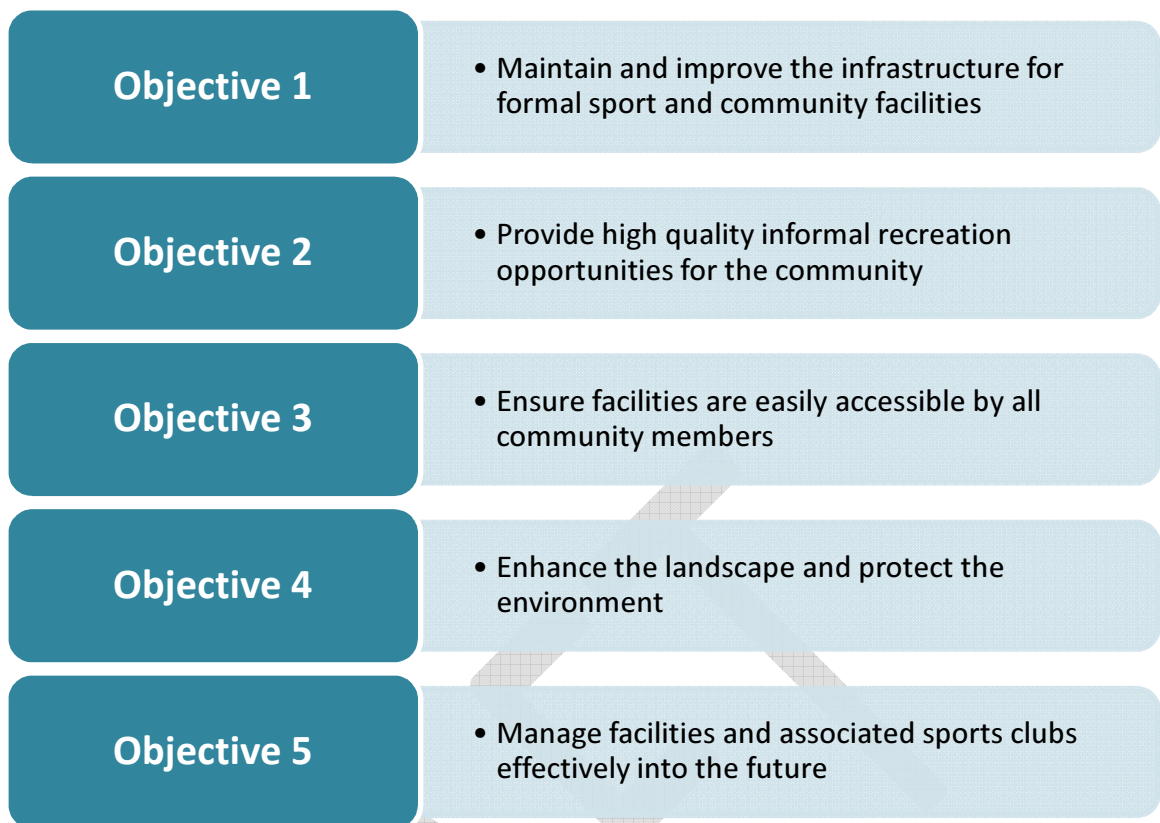 Objective 1
• Maintain and improve the infrastructure for
formal sport and community facilities
Objective 2
• Provide high quality informal recreation
opportunities for the community
Objective 3
• Ensure facilities are easily accessible by all
community members
Objective 4
• Enhance the landscape and protect the
environment
Objective 5
• Manage facilities and associated sports clubs
effectively into the future